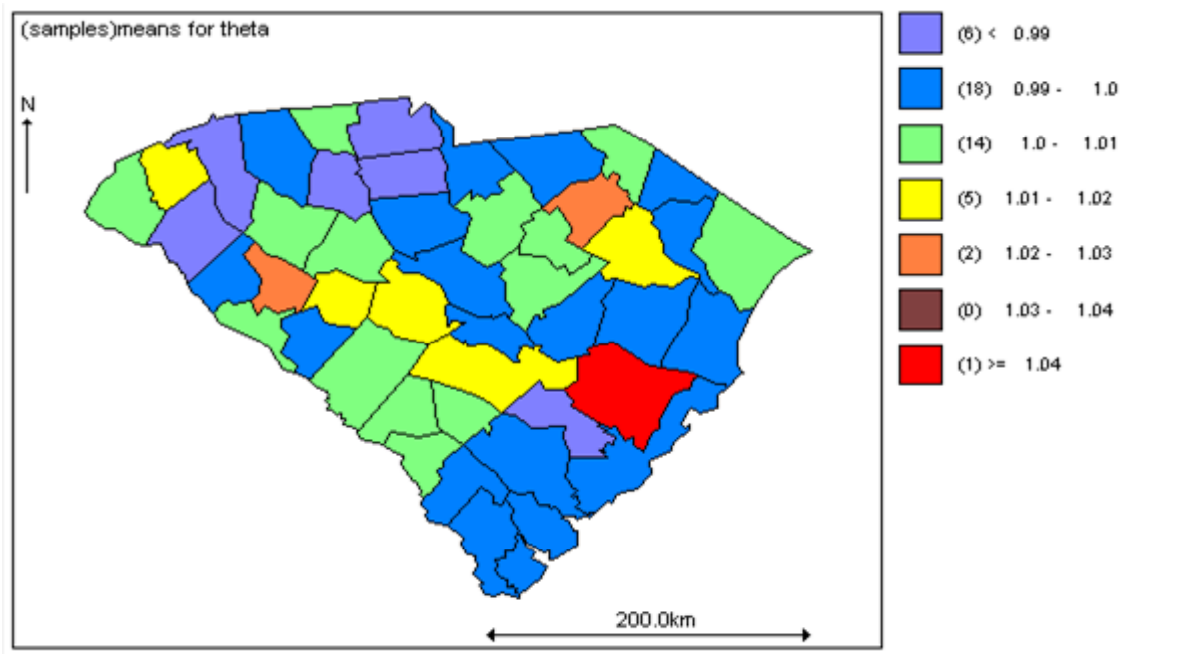 (samples)means for theta
N
200.0km
(6) < 0.99
(18) 0.99 - 1.0
(14) 1.0 - 1.01
(5) 1.01 - 1.02
(2) 1.02 - 1.03
(0) 1.03 - 1.04
(1) >= 1.04